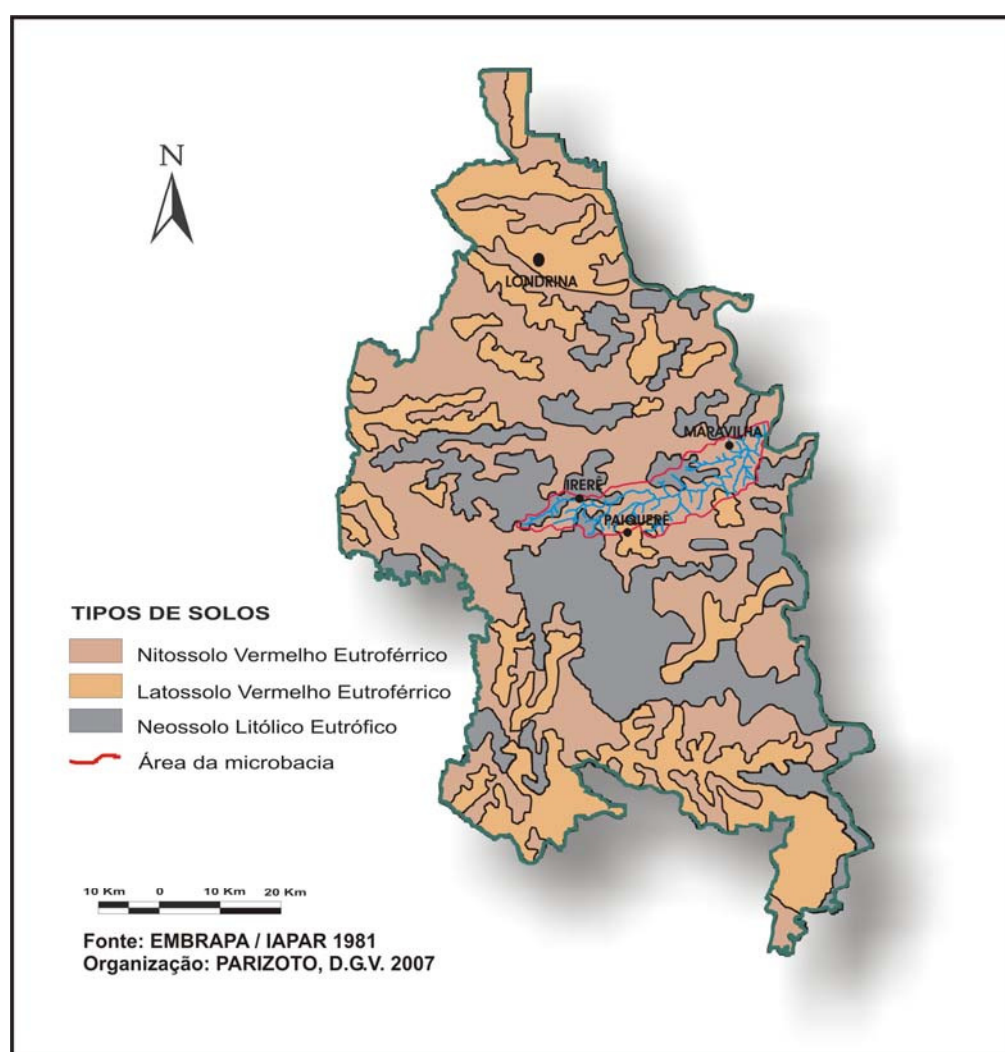 N
LONDRINA
MARAVILHA
IRERÊ
PAIQUERÊ
TIPOS DE SOLOS
Nitossolo Vermelho Eutroférrico
Latossolo Vermelho Eutroférrico
Neossolo Litólico Eutrófico
Área da microbacia
10 Km 0 10 Km 20 Km
Fonte: EMBRAPA / IAPAR 1981
Organização: PARIZOTO, D.G.V. 2007